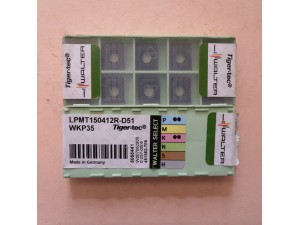 Tiger·tec®
WALTER
Tiger·tec®
WALTER
LPMT150412R-D51
WKP35 Tiger·tec®
Made in Germany
WALTER SELECT
P
M
K
N
S
H